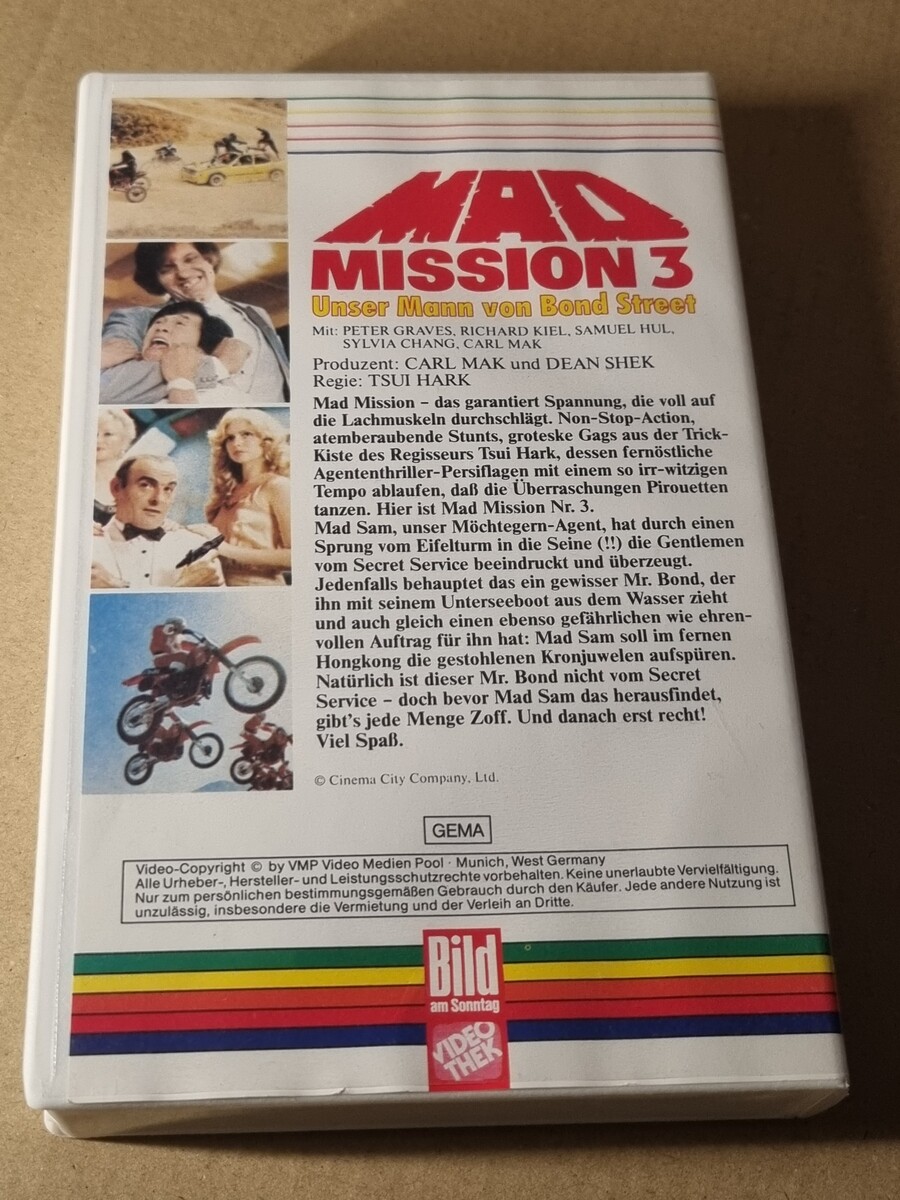 MAD
MISSION 3
Unser Mann von Bond Street
Mit: PETER GRAVES, RICHARD KIEL, SAMUEL HUL,
SYLVIA CHANG, CARL MAK
Produzent: CARL MAK und DEAN SHEK
Regie: TSUI HARK
Mad Mission – das garantiert Spannung, die voll auf
die Lachmuskeln durchschlägt. Non-Stop-Action,
atemberaubende Stunts, groteske Gags aus der Trick-
Kiste des Regisseurs Tsui Hark, dessen fernöstliche
Agententhriller-Persiflagen mit einem so irr-witzigen
Tempo ablaufen, daß die Überraschungen Pirouetten
tanzen. Hier ist Mad Mission Nr. 3.
Mad Sam, unser Möchtegern-Agent, hat durch einen
Sprung vom Eifelturm in die Seine (!!) die Gentlemen
vom Secret Service beeindruckt und überzeugt.
Jedenfalls behauptet das ein gewisser Mr. Bond, der
ihn mit seinem Unterseeboot aus dem Wasser zieht
und auch gleich einen ebenso gefährlichen wie ehren-
vollen Auftrag für ihn hat: Mad Sam soll im fernen
Hongkong die gestohlenen Kronjuwelen aufspüren.
Natürlich ist dieser Mr. Bond nicht vom Secret
Service – doch bevor Mad Sam das herausfindet,
gibt's jede Menge Zoff. Und danach erst recht!
Viel Spaß.
© Cinema City Company, Ltd.
GEMA
Video-Copyright © by VMP Video Medien Pool · Munich, West Germany
Alle Urheber-, Hersteller- und Leistungsschutzrechte vorbehalten. Keine unerlaubte Vervielfältigung.
Nur zum persönlichen bestimmungsgemäßen Gebrauch durch den Käufer. Jede andere Nutzung ist
unzulässig, insbesondere die Vermietung und der Verleih an Dritte.
Bild
am Sonntag
VIDEO
THEK